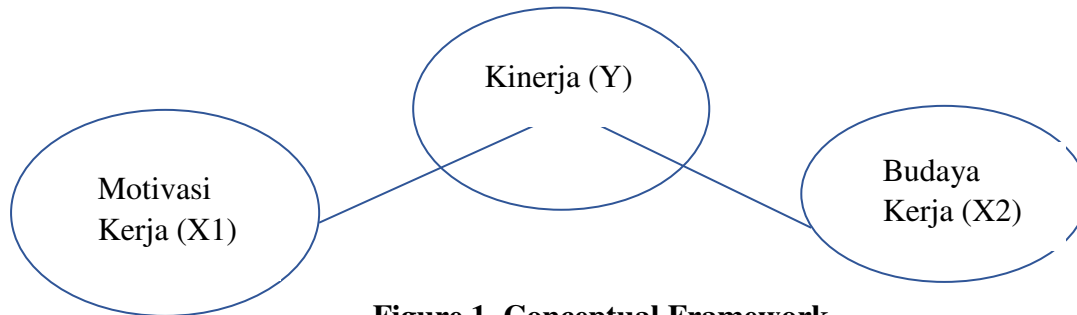 Kinerja (Y)
Motivasi
Kerja (X1)
Budaya
Kerja (X2)
Figure 1. Conceptual Framework